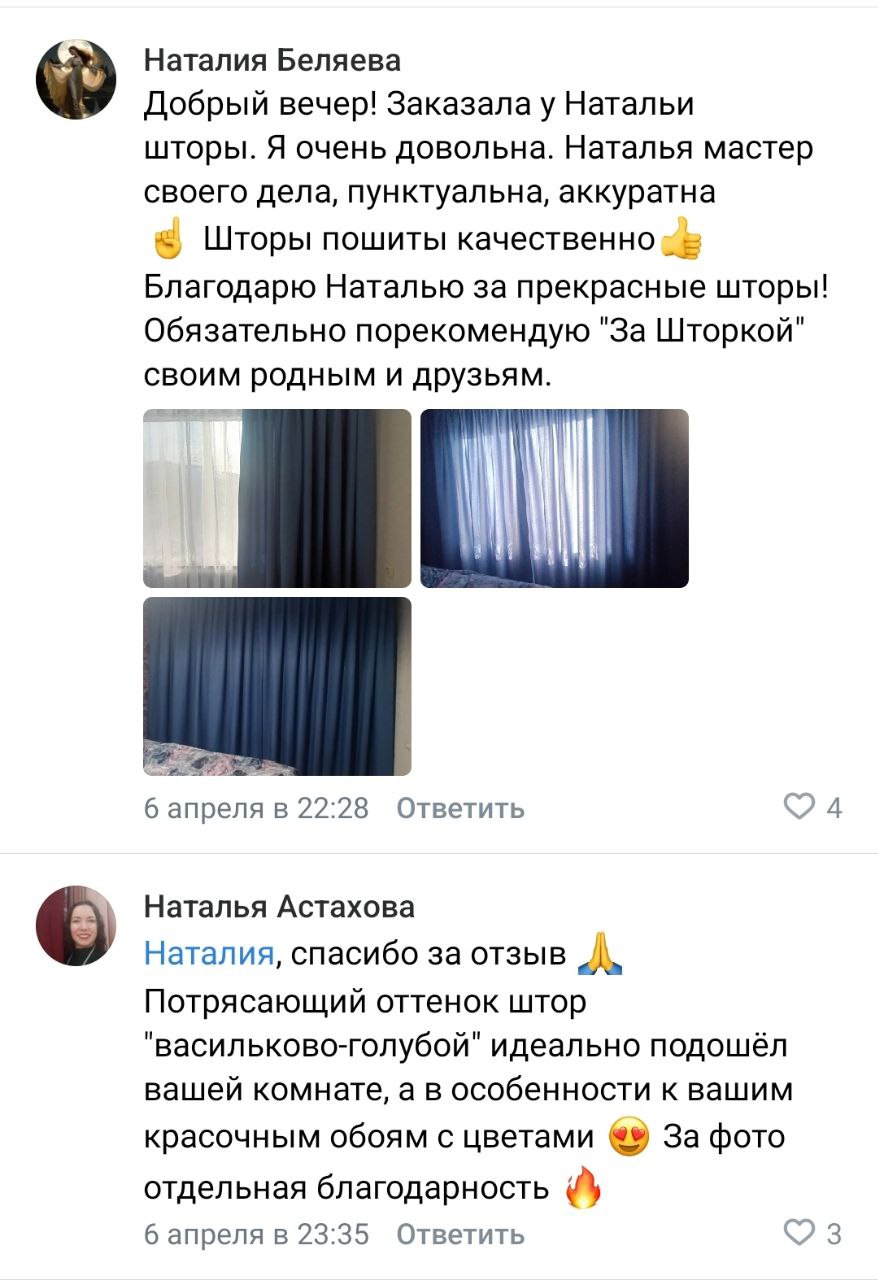 Наталия Беляева
Добрый вечер! Заказала у Натальи
шторы. Я очень довольна. Наталья мастер
своего дела, пунктуальна, аккуратна
☝ Шторы пошиты качественно👍
Благодарю Наталью за прекрасные шторы!
Обязательно порекомендую "За Шторкой"
своим родным и друзьям.
6 апреля в 22:28 Ответить 4
Наталья Астахова
Наталия, спасибо за отзыв 🙏
Потрясающий оттенок штор
"васильково-голубой" идеально подошёл
вашей комнате, а в особенности к вашим
красочным обоям с цветами 😍 За фото
отдельная благодарность 🔥
6 апреля в 23:35 Ответить 3